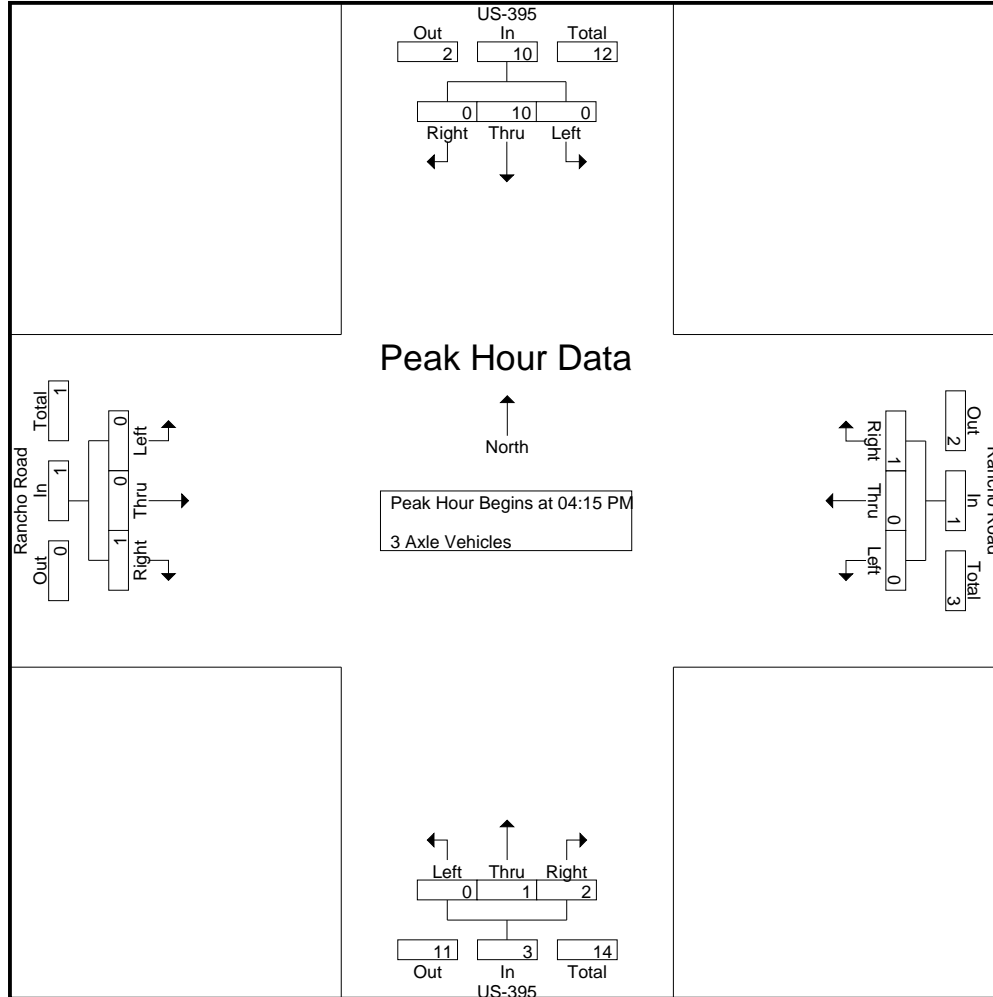 US-395
Out In Total
2 10 12
0 10 0
Right Thru Left
Peak Hour Data
North
Peak Hour Begins at 04:15 PM
3 Axle Vehicles
Rancho Road
Total In Out
1 1 0
0 0 1
Left Thru Right
Rancho Road
Out In Total
2 1 3
1 0 0
Right Thru Left
Left Thru Right
0 1 2
11 3 14
Out In Total
US-395